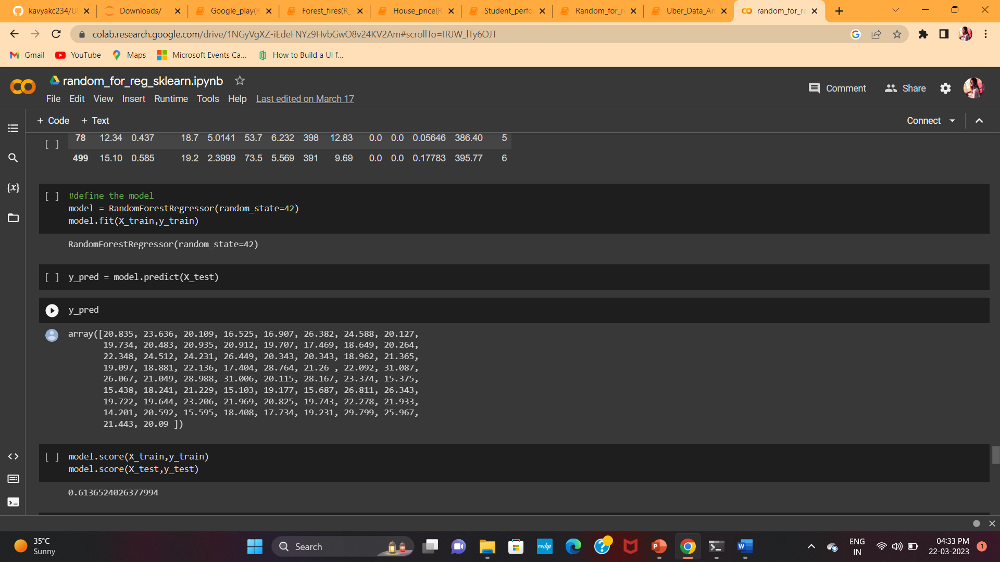 kavyakc234/U
Downloads/
Google_play(R
Forest_fires(R_
House_price(R
Student_perfo
Random_for_r
Uber_Data_An
random_for_re
colab.research.google.com/drive/1NGyVgXZ-iEdeFNYz9HvbGwO8v24KV2Am#scrollTo=IRJW_lTy6OJT
Gmail
YouTube
Maps
Microsoft Events Ca...
How to Build a UI f...
random_for_reg_sklearn.ipynb
File Edit View Insert Runtime Tools Help Last edited on March 17
Comment
Share
+ Code + Text
Connect
{x}
[ ]
78 12.34 0.437 18.7 5.0141 53.7 6.232 398 12.83 0.0 0.0 0.05646 386.40 5
499 15.10 0.585 19.2 2.3999 73.5 5.569 391 9.69 0.0 0.0 0.17783 395.77 6
[ ] #define the model
model = RandomForestRegressor(random_state=42)
model.fit(X_train,y_train)
RandomForestRegressor(random_state=42)
[ ] y_pred = model.predict(X_test)
y_pred
array([20.835, 23.636, 20.109, 16.525, 16.907, 26.382, 24.588, 20.127,
19.734, 20.483, 20.935, 20.912, 19.707, 17.469, 18.649, 20.264,
22.348, 24.512, 24.231, 26.449, 20.343, 20.343, 18.962, 21.365,
19.097, 18.881, 22.136, 17.404, 28.764, 21.26 , 22.092, 31.087,
26.067, 21.049, 28.988, 31.006, 20.115, 28.167, 23.374, 15.375,
15.438, 18.241, 21.229, 15.103, 19.177, 15.687, 26.811, 26.343,
19.722, 19.644, 23.206, 21.969, 20.825, 19.743, 22.278, 21.933,
14.201, 20.592, 15.595, 18.408, 17.734, 19.231, 29.799, 25.967,
21.443, 20.09 ])
[ ] model.score(X_train,y_train)
model.score(X_test,y_test)
0.6136524026377994
35°C
Sunny
Search
myhp
ENG
IN
04:33 PM
22-03-2023
1